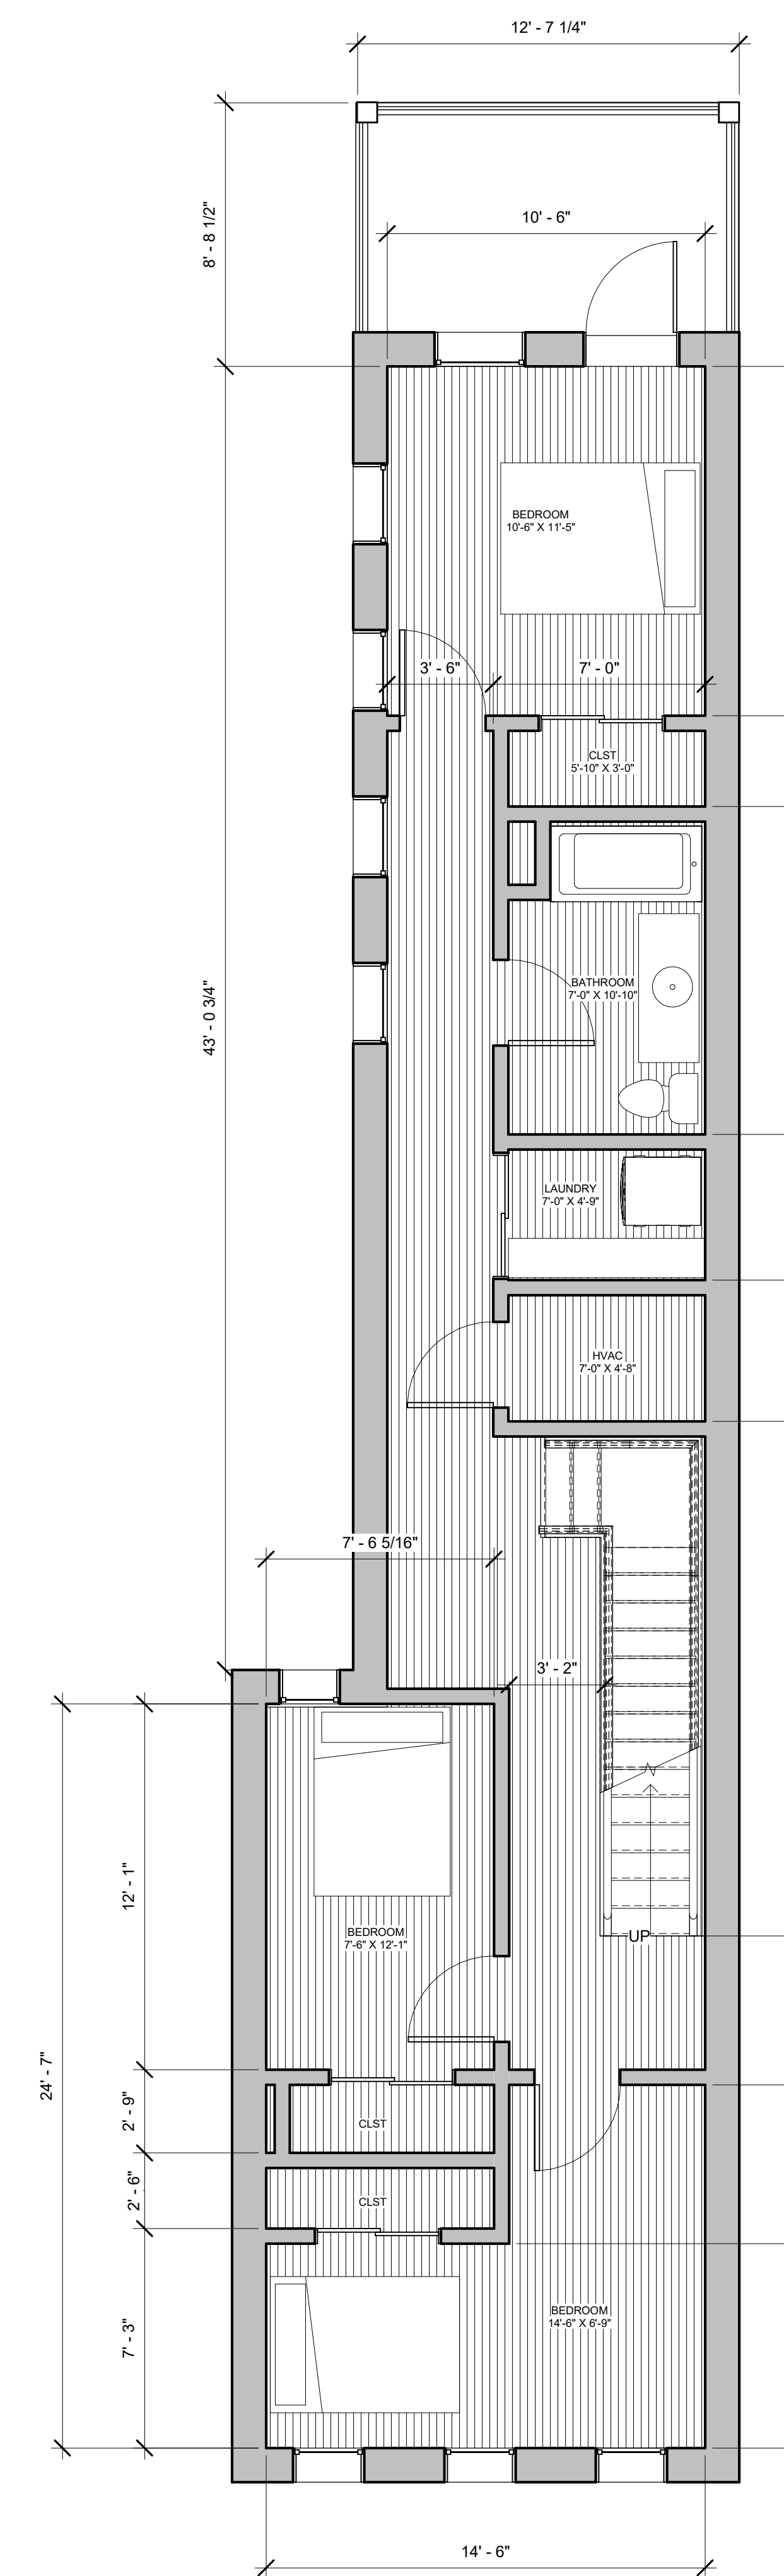 12' - 7 1/4"
8' - 8 1/2"
10' - 6"
BEDROOM
10'-6" X 11'-5"
3' - 6"
7' - 0"
CLST
5'-10" X 3'-0"
43' - 0 3/4"
BATHROOM
7'-0" X 10'-10"
LAUNDRY
7'-0" X 4'-9"
HVAC
7'-0" X 4'-8"
7' - 6 5/16"
3' - 2"
12' - 1"
BEDROOM
7'-6" X 12'-1"
UP
24' - 7"
2' - 9"
CLST
2' - 6"
CLST
7' - 3"
BEDROOM
14'-6" X 6'-9"
14' - 6"